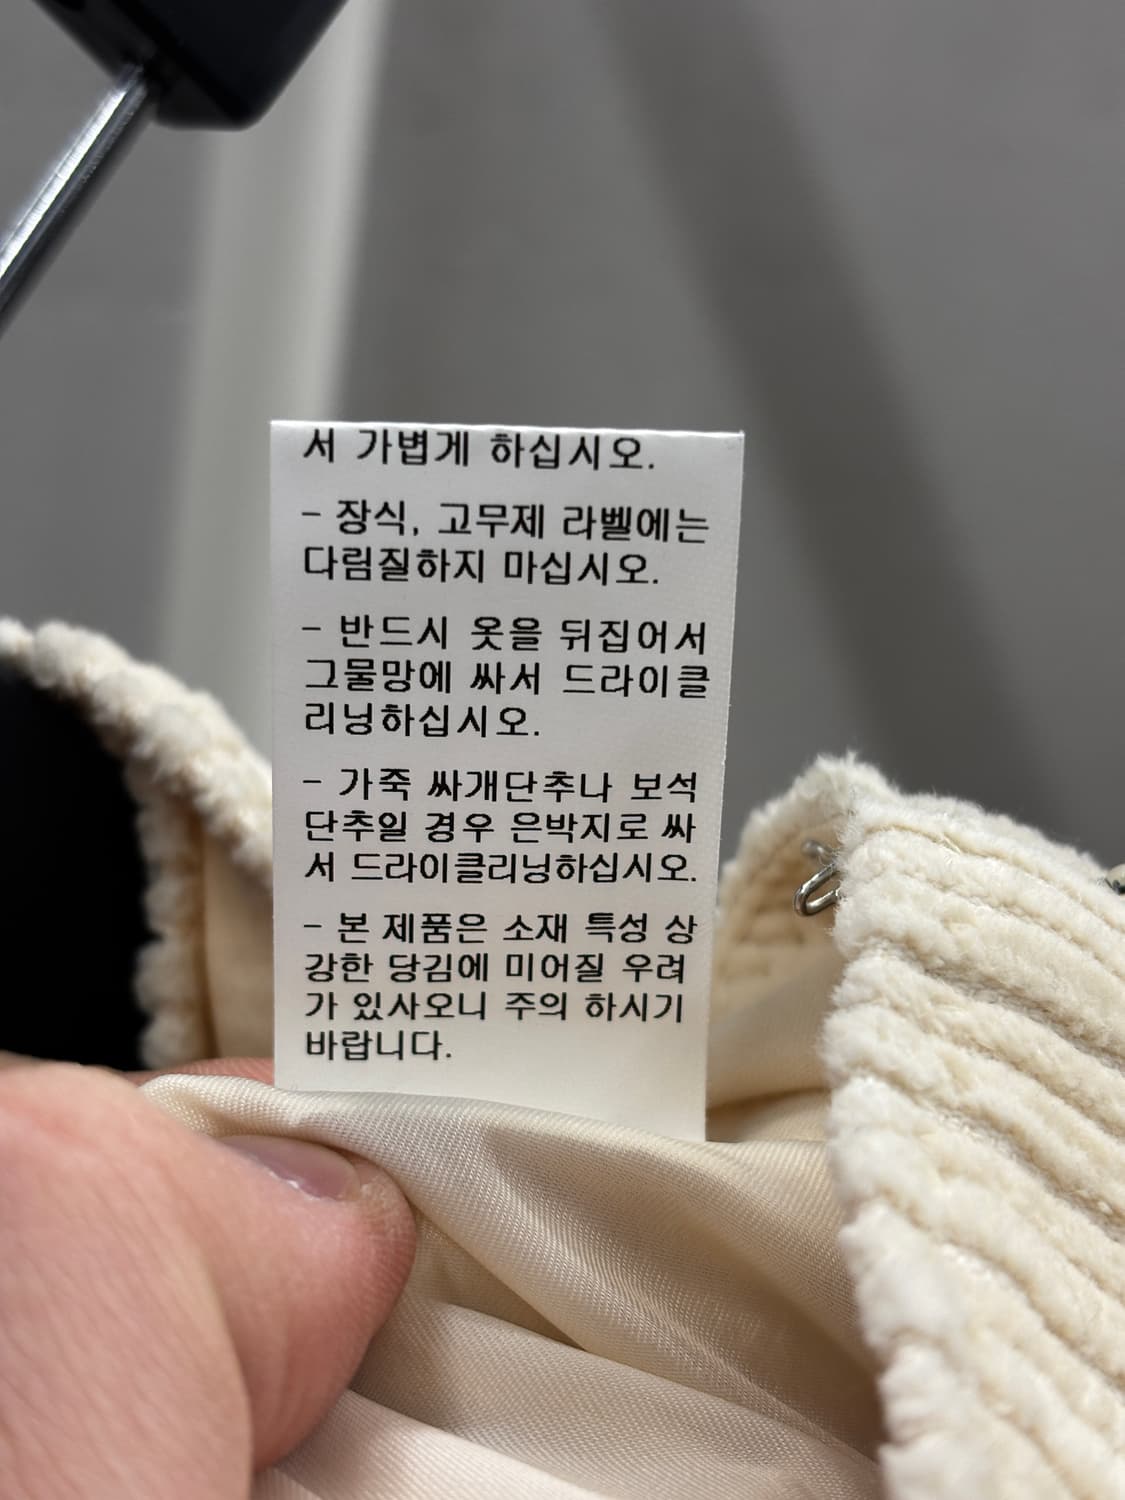 서 가볍게 하십시오.
- 장식, 고무제 라벨에는
다림질하지 마십시오.
- 반드시 옷을 뒤집어서
그물망에 싸서 드라이클
리닝하십시오.
- 가죽 싸개단추나 보석
단추일 경우 은박지로 싸
서 드라이클리닝하십시오.
- 본 제품은 소재 특성 상
강한 당김에 미어질 우려
가 있사오니 주의 하시기
바랍니다.